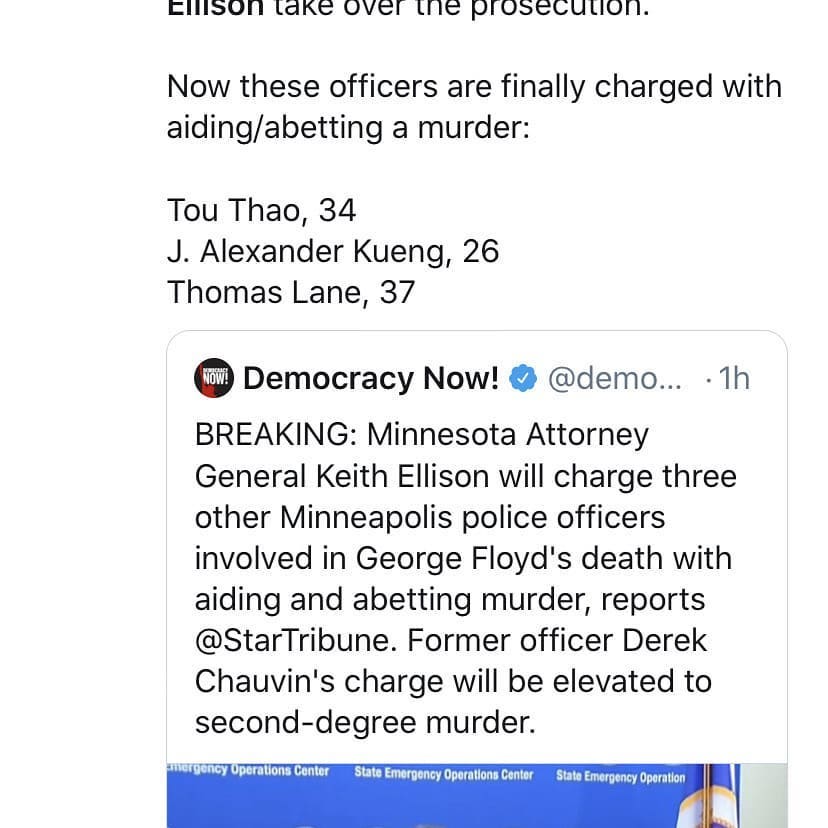 Ellison take over the prosecution.
Now these officers are finally charged with
aiding/abetting a murder:
Tou Thao, 34
J. Alexander Kueng, 26
Thomas Lane, 37
DEMOCRACY NOW!
Democracy Now! @demo... · 1h
BREAKING: Minnesota Attorney
General Keith Ellison will charge three
other Minneapolis police officers
involved in George Floyd's death with
aiding and abetting murder, reports
@StarTribune. Former officer Derek
Chauvin's charge will be elevated to
second-degree murder.
Emergency Operations Center State Emergency Operations Center State Emergency Operation